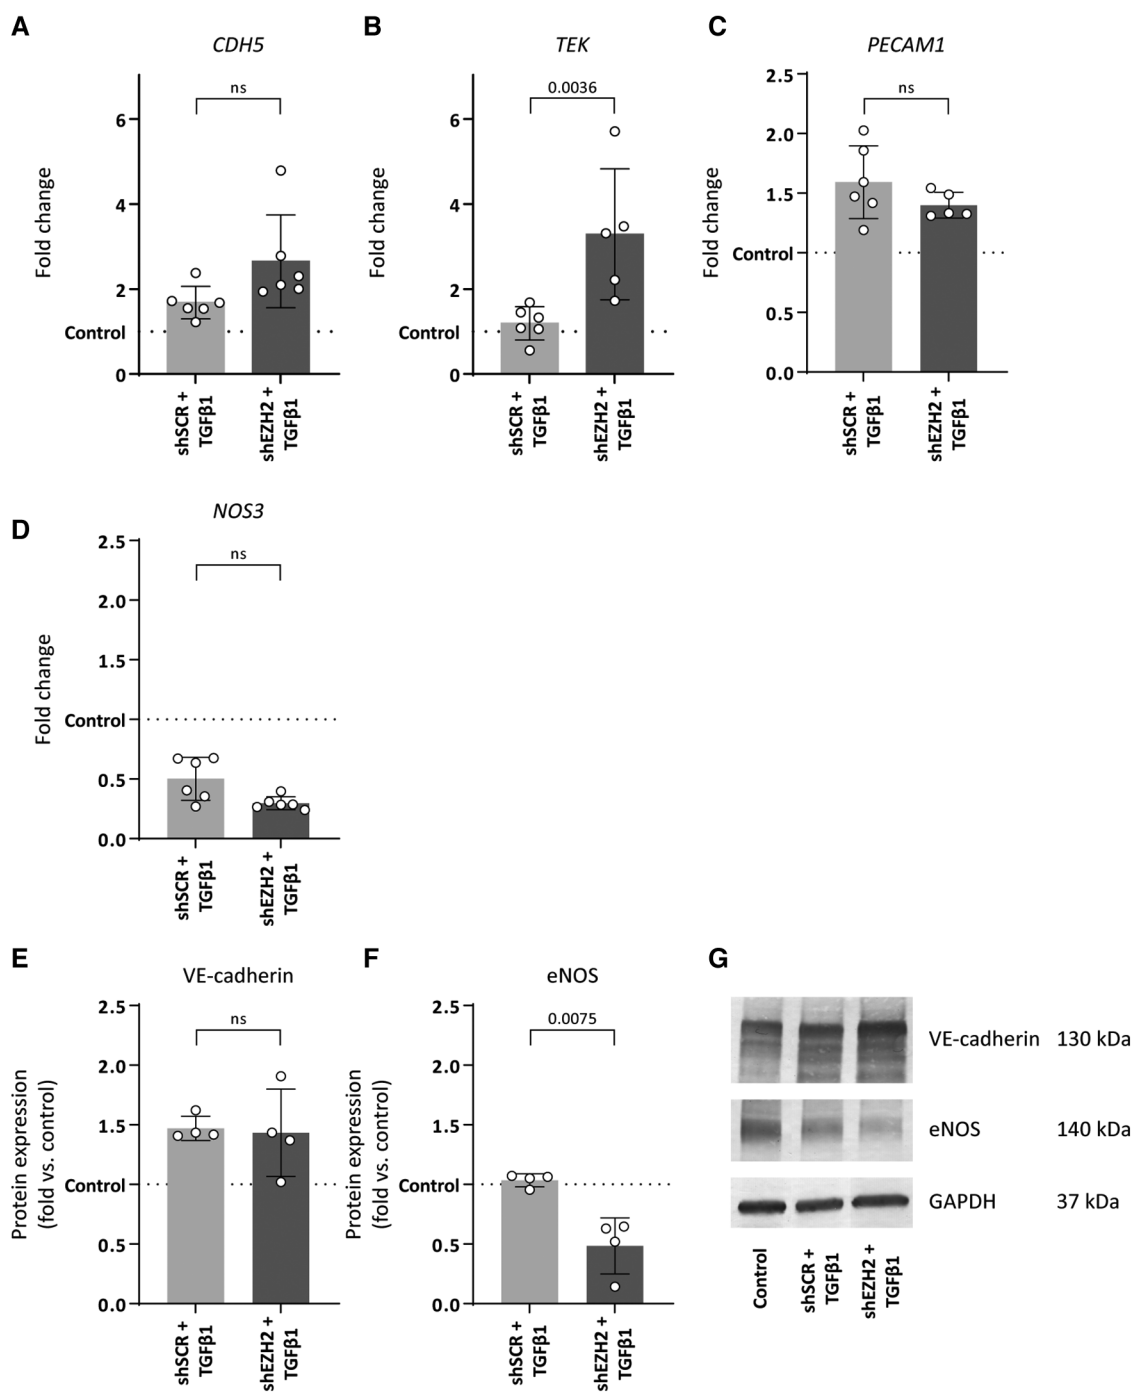 A
CDH5
ns
6
4
2
Control
0
Fold change
shSCR +
TGFβ1
shEZH2 +
TGFβ1
B
TEK
0.0036
6
4
2
Control
0
Fold change
shSCR +
TGFβ1
shEZH2 +
TGFβ1
C
PECAM1
ns
2.5
2.0
1.5
Control
0.5
0.0
Fold change
shSCR +
TGFβ1
shEZH2 +
TGFβ1
D
NOS3
ns
2.5
2.0
1.5
Control
0.5
0.0
Fold change
shSCR +
TGFβ1
shEZH2 +
TGFβ1
E
VE-cadherin
ns
2.5
2.0
1.5
Control
0.5
0.0
Protein expression
(fold vs. control)
shSCR +
TGFβ1
shEZH2 +
TGFβ1
F
eNOS
0.0075
2.5
2.0
1.5
Control
0.5
0.0
Protein expression
(fold vs. control)
shSCR +
TGFβ1
shEZH2 +
TGFβ1
G
VE-cadherin 130 kDa
eNOS 140 kDa
GAPDH 37 kDa
Control
shSCR +
TGFβ1
shEZH2 +
TGFβ1